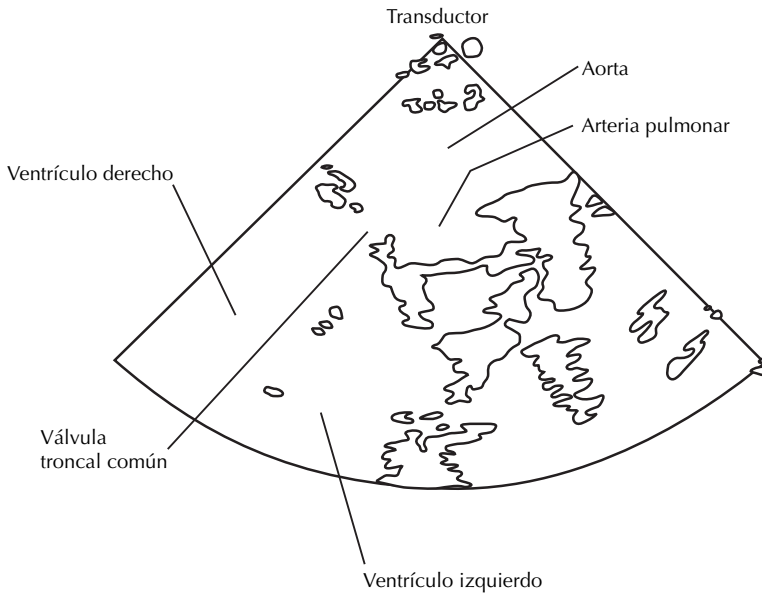 Transductor
Aorta
Arteria pulmonar
Ventrículo derecho
Válvula
troncal común
Ventrículo izquierdo